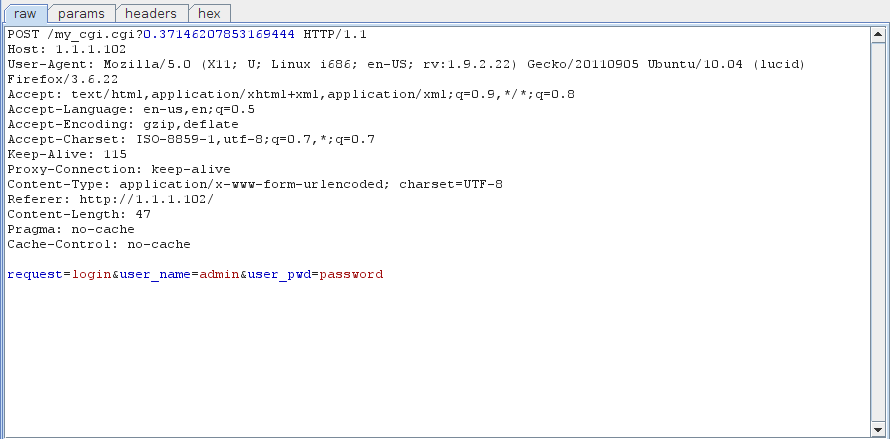 raw params headers hex
POST /my_cgi.cgi?0.37146207853169444 HTTP/1.1
Host: 1.1.1.102
User-Agent: Mozilla/5.0 (X11; U; Linux i686; en-US; rv:1.9.2.22) Gecko/20110905 Ubuntu/10.04 (lucid)
Firefox/3.6.22
Accept: text/html,application/xhtml+xml,application/xml;q=0.9,*/*;q=0.8
Accept-Language: en-us,en;q=0.5
Accept-Encoding: gzip,deflate
Accept-Charset: ISO-8859-1,utf-8;q=0.7,*;q=0.7
Keep-Alive: 115
Proxy-Connection: keep-alive
Content-Type: application/x-www-form-urlencoded; charset=UTF-8
Referer: http://1.1.1.102/
Content-Length: 47
Pragma: no-cache
Cache-Control: no-cache
request=login&user_name=admin&user_pwd=password